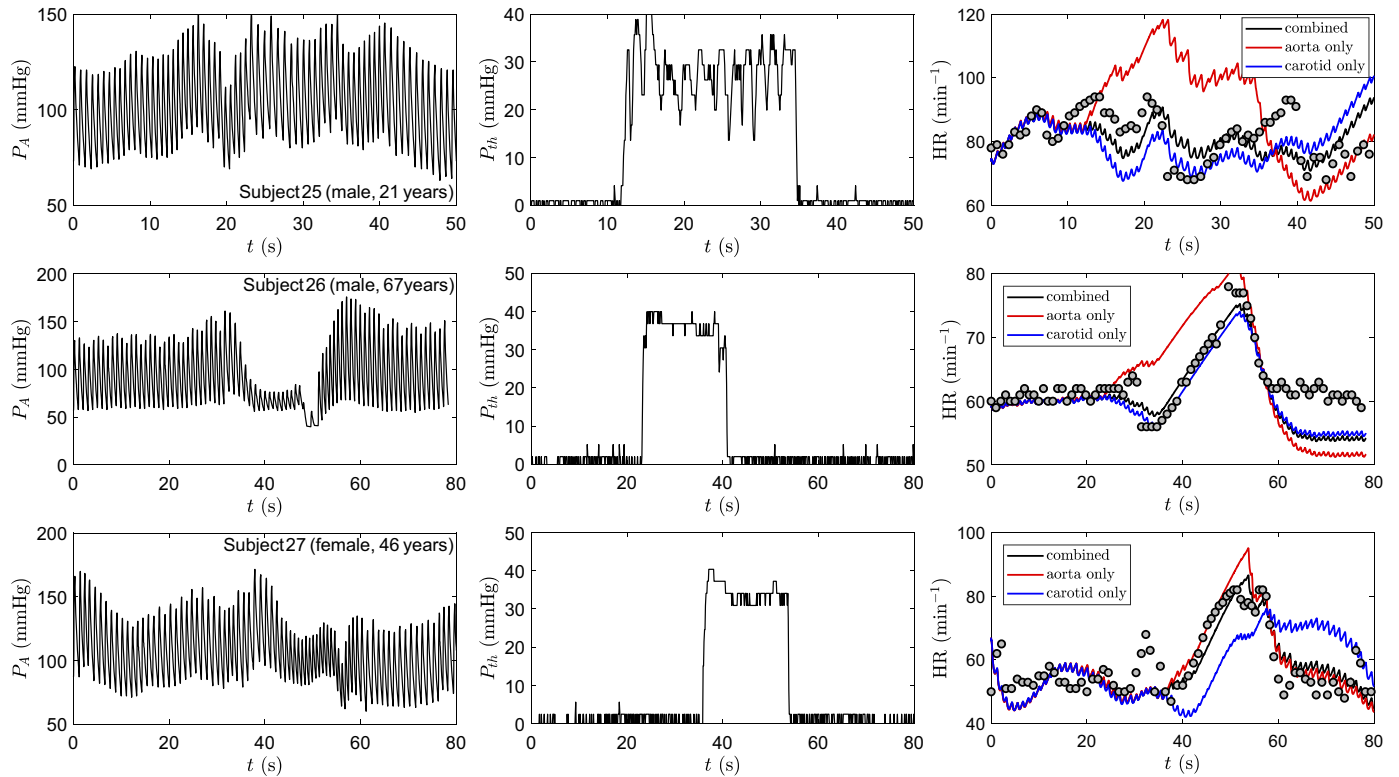 150
100
50
0 10 20 30 40 50
P_A (mmHg)
t (s)
Subject 25 (male, 21 years)
40
30
20
10
0
0 10 20 30 40 50
P_th (mmHg)
t (s)
120
100
80
60
0 10 20 30 40 50
HR (min⁻¹)
t (s)
combined
aorta only
carotid only
200
150
100
50
0
0 20 40 60 80
P_A (mmHg)
t (s)
Subject 26 (male, 67 years)
50
40
30
20
10
0
0 20 40 60 80
P_th (mmHg)
t (s)
80
70
60
50
0 20 40 60 80
HR (min⁻¹)
t (s)
combined
aorta only
carotid only
200
150
100
50
0 20 40 60 80
P_A (mmHg)
t (s)
Subject 27 (female, 46 years)
50
40
30
20
10
0
0 20 40 60 80
P_th (mmHg)
t (s)
100
80
60
40
0 20 40 60 80
HR (min⁻¹)
t (s)
combined
aorta only
carotid only